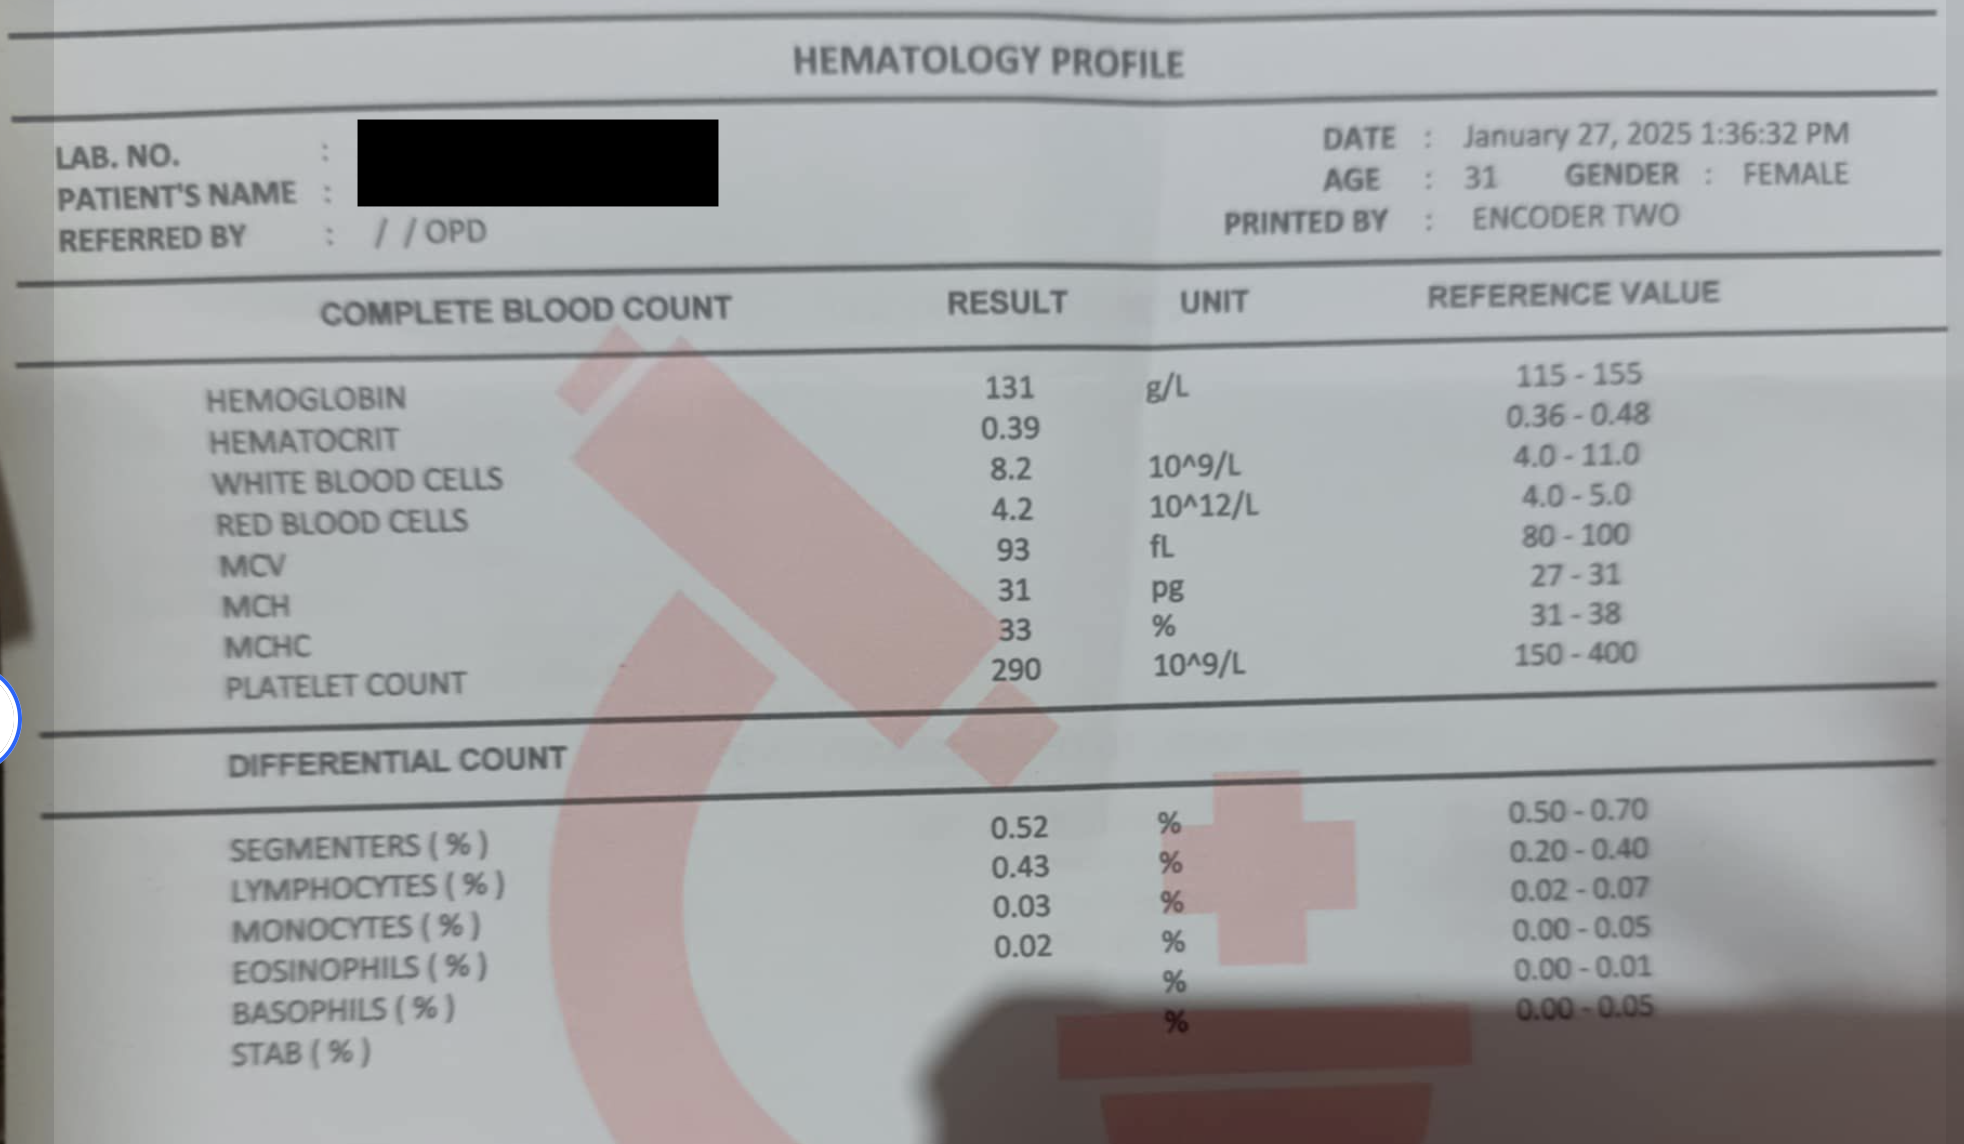 HEMATOLOGY PROFILE
LAB. NO. : DATE : January 27, 2025 1:36:32 PM
PATIENT'S NAME : AGE : 31 GENDER : FEMALE
REFERRED BY : / / OPD PRINTED BY : ENCODER TWO
COMPLETE BLOOD COUNT RESULT UNIT REFERENCE VALUE
HEMOGLOBIN 131 g/L 115 - 155
HEMATOCRIT 0.39 0.36 - 0.48
WHITE BLOOD CELLS 8.2 10^9/L 4.0 - 11.0
RED BLOOD CELLS 4.2 10^12/L 4.0 - 5.0
MCV 93 fL 80 - 100
MCH 31 pg 27 - 31
MCHC 33 % 31 - 38
PLATELET COUNT 290 10^9/L 150 - 400
DIFFERENTIAL COUNT
SEGMENTERS ( % ) 0.52 % 0.50 - 0.70
LYMPHOCYTES ( % ) 0.43 % 0.20 - 0.40
MONOCYTES ( % ) 0.03 % 0.02 - 0.07
EOSINOPHILS ( % ) 0.02 % 0.00 - 0.05
BASOPHILS ( % ) % 0.00 - 0.01
STAB ( % ) % 0.00 - 0.05